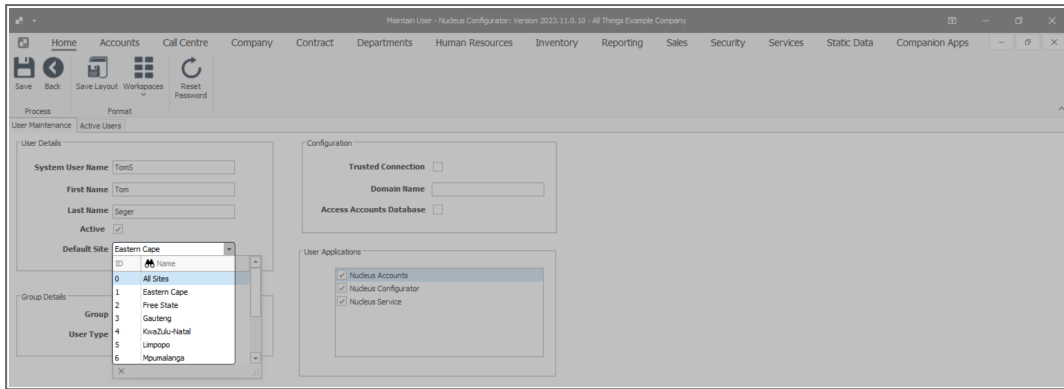 Maintain User - Nucleus Configurator: Version 2023.11.0.10 - All Things Example Company
Home Accounts Call Centre Company Contract Departments Human Resources Inventory Reporting Sales Security Services Static Data Companion Apps
Save Back Save Layout Workspaces Reset Password
Process Format
User Maintenance Active Users
User Details
System User Name TomS
First Name Tom
Last Name Seger
Active
Default Site Eastern Cape
ID Name
0 All Sites
1 Eastern Cape
2 Free State
3 Gauteng
4 KwaZulu-Natal
5 Limpopo
6 Mpumalanga
Group Details
Group
User Type
Configuration
Trusted Connection
Domain Name
Access Accounts Database
User Applications
Nucleus Accounts
Nucleus Configurator
Nucleus Service